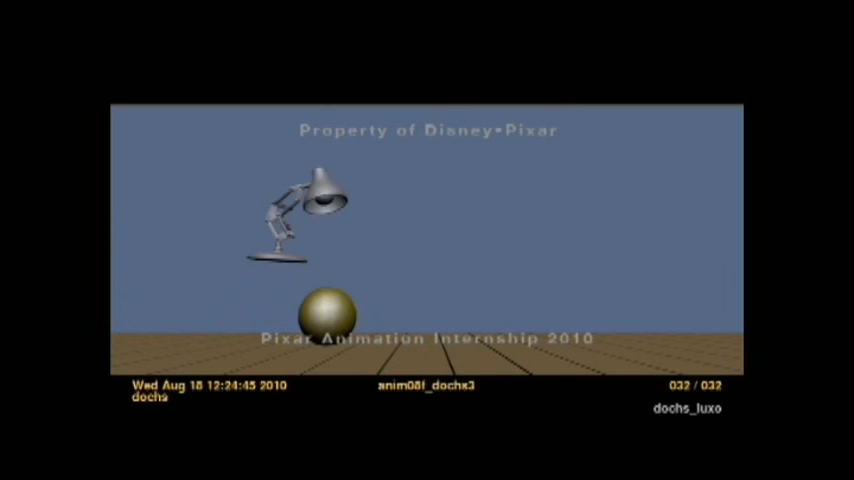 Property of Disney•Pixar
Pixar Animation Internship 2010
Wed Aug 18 12:24:45 2010
anim08f_dochs3
032 / 032
dochs
dochs_luxo